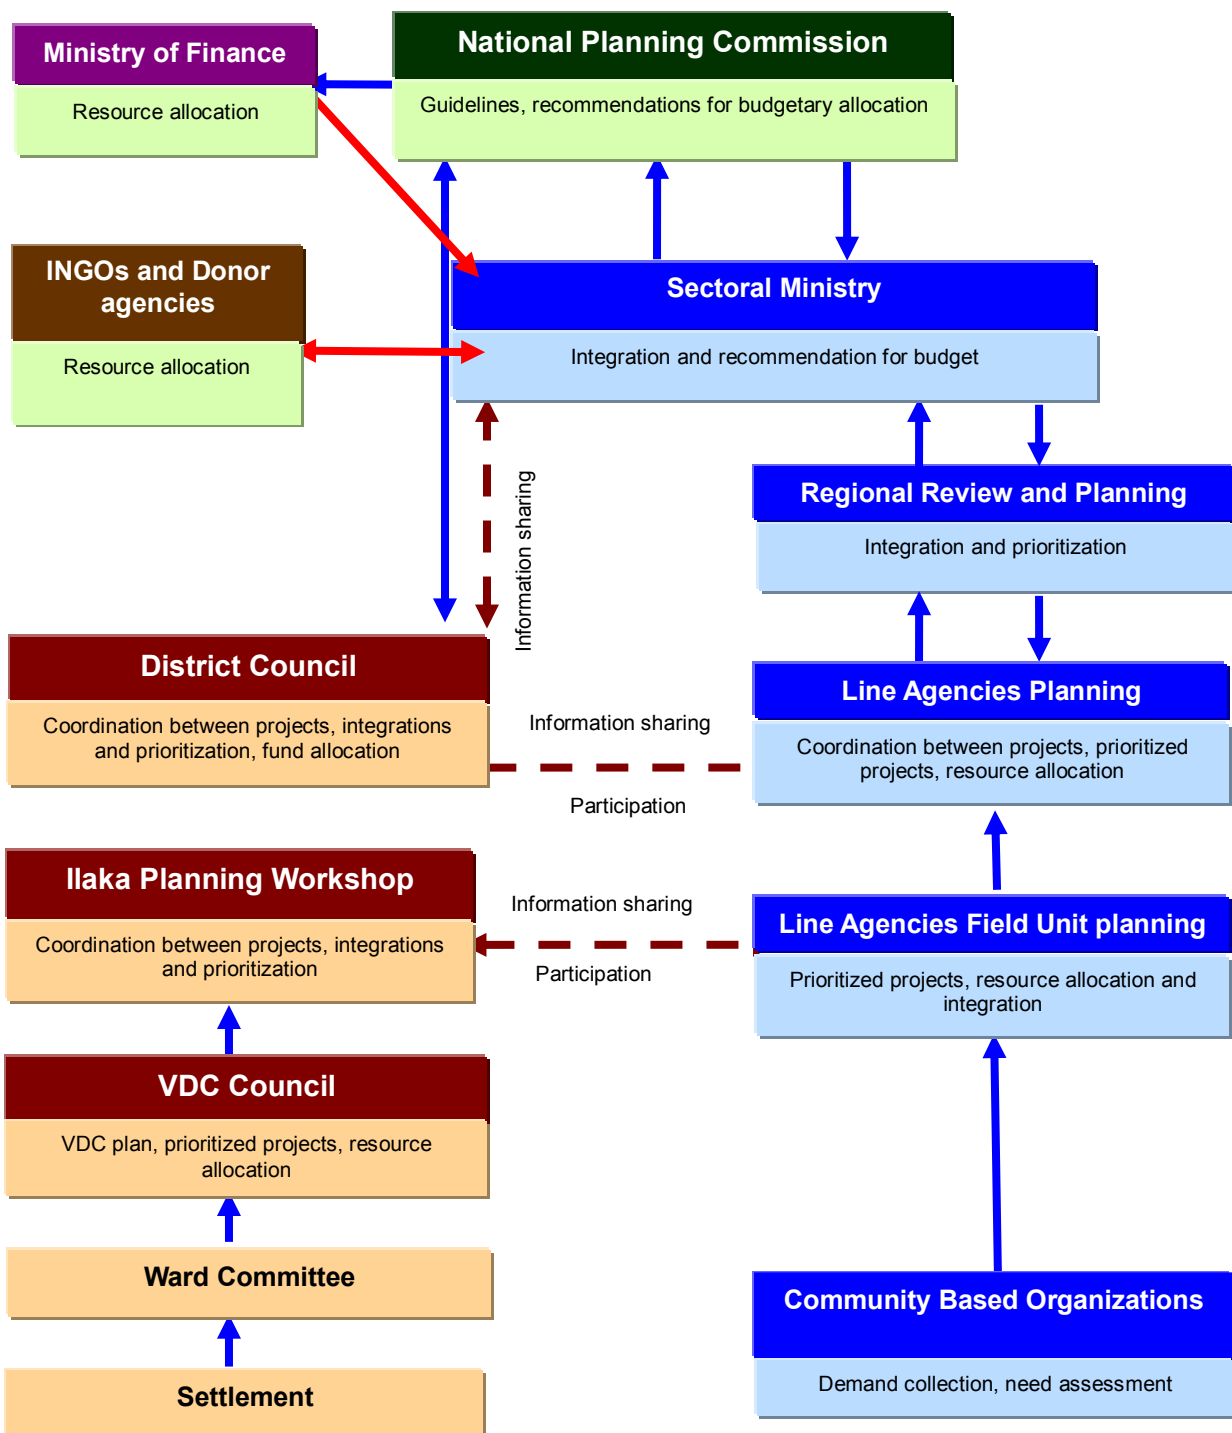 National Planning Commission
Ministry of Finance
Guidelines, recommendations for budgetary allocation
Resource allocation
INGOs and Donor
agencies
Sectoral Ministry
Resource allocation
Integration and recommendation for budget
Information sharing
Regional Review and Planning
Integration and prioritization
District Council
Line Agencies Planning
Coordination between projects, integrations
and prioritization, fund allocation
Information sharing
Coordination between projects, prioritized
projects, resource allocation
Participation
Ilaka Planning Workshop
Information sharing
Line Agencies Field Unit planning
Coordination between projects, integrations
and prioritization
Participation
Prioritized projects, resource allocation and
integration
VDC Council
VDC plan, prioritized projects, resource
allocation
Ward Committee
Community Based Organizations
Settlement
Demand collection, need assessment